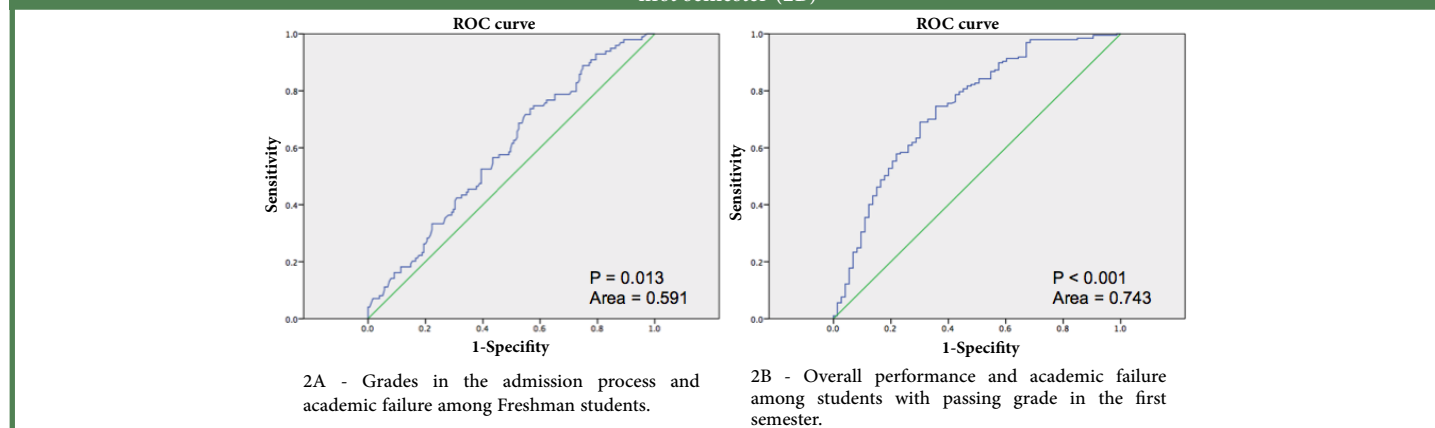 ROC curve
1.0
0.8
0.6
0.4
0.2
0.0
Sensitivity
0.0 0.2 0.4 0.6 0.8 1.0
1-Specifity
P = 0.013
Area = 0.591
2A - Grades in the admission process and
academic failure among Freshman students.
ROC curve
1.0
0.8
0.6
0.4
0.2
0.0
Sensitivity
0.0 0.2 0.4 0.6 0.8 1.0
1-Specifity
P < 0.001
Area = 0.743
2B - Overall performance and academic failure
among students with passing grade in the first
semester.